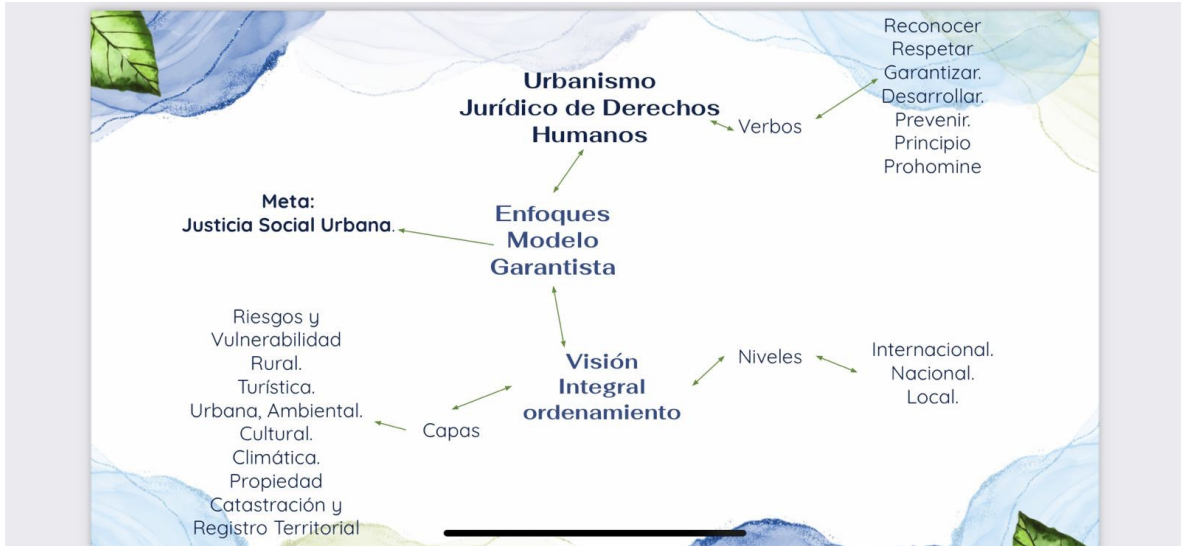 Urbanismo
Jurídico de Derechos
Humanos
Verbos
Reconocer
Respetar
Garantizar.
Desarrollar.
Prevenir.
Principio
Prohomine
Meta:
Justicia Social Urbana.
Enfoques
Modelo
Garantista
Visión
Integral
ordenamiento
Niveles
Internacional.
Nacional.
Local.
Capas
Riesgos y
Vulnerabilidad
Rural.
Turística.
Urbana, Ambiental.
Cultural.
Climática.
Propiedad
Catastración y
Registro Territorial